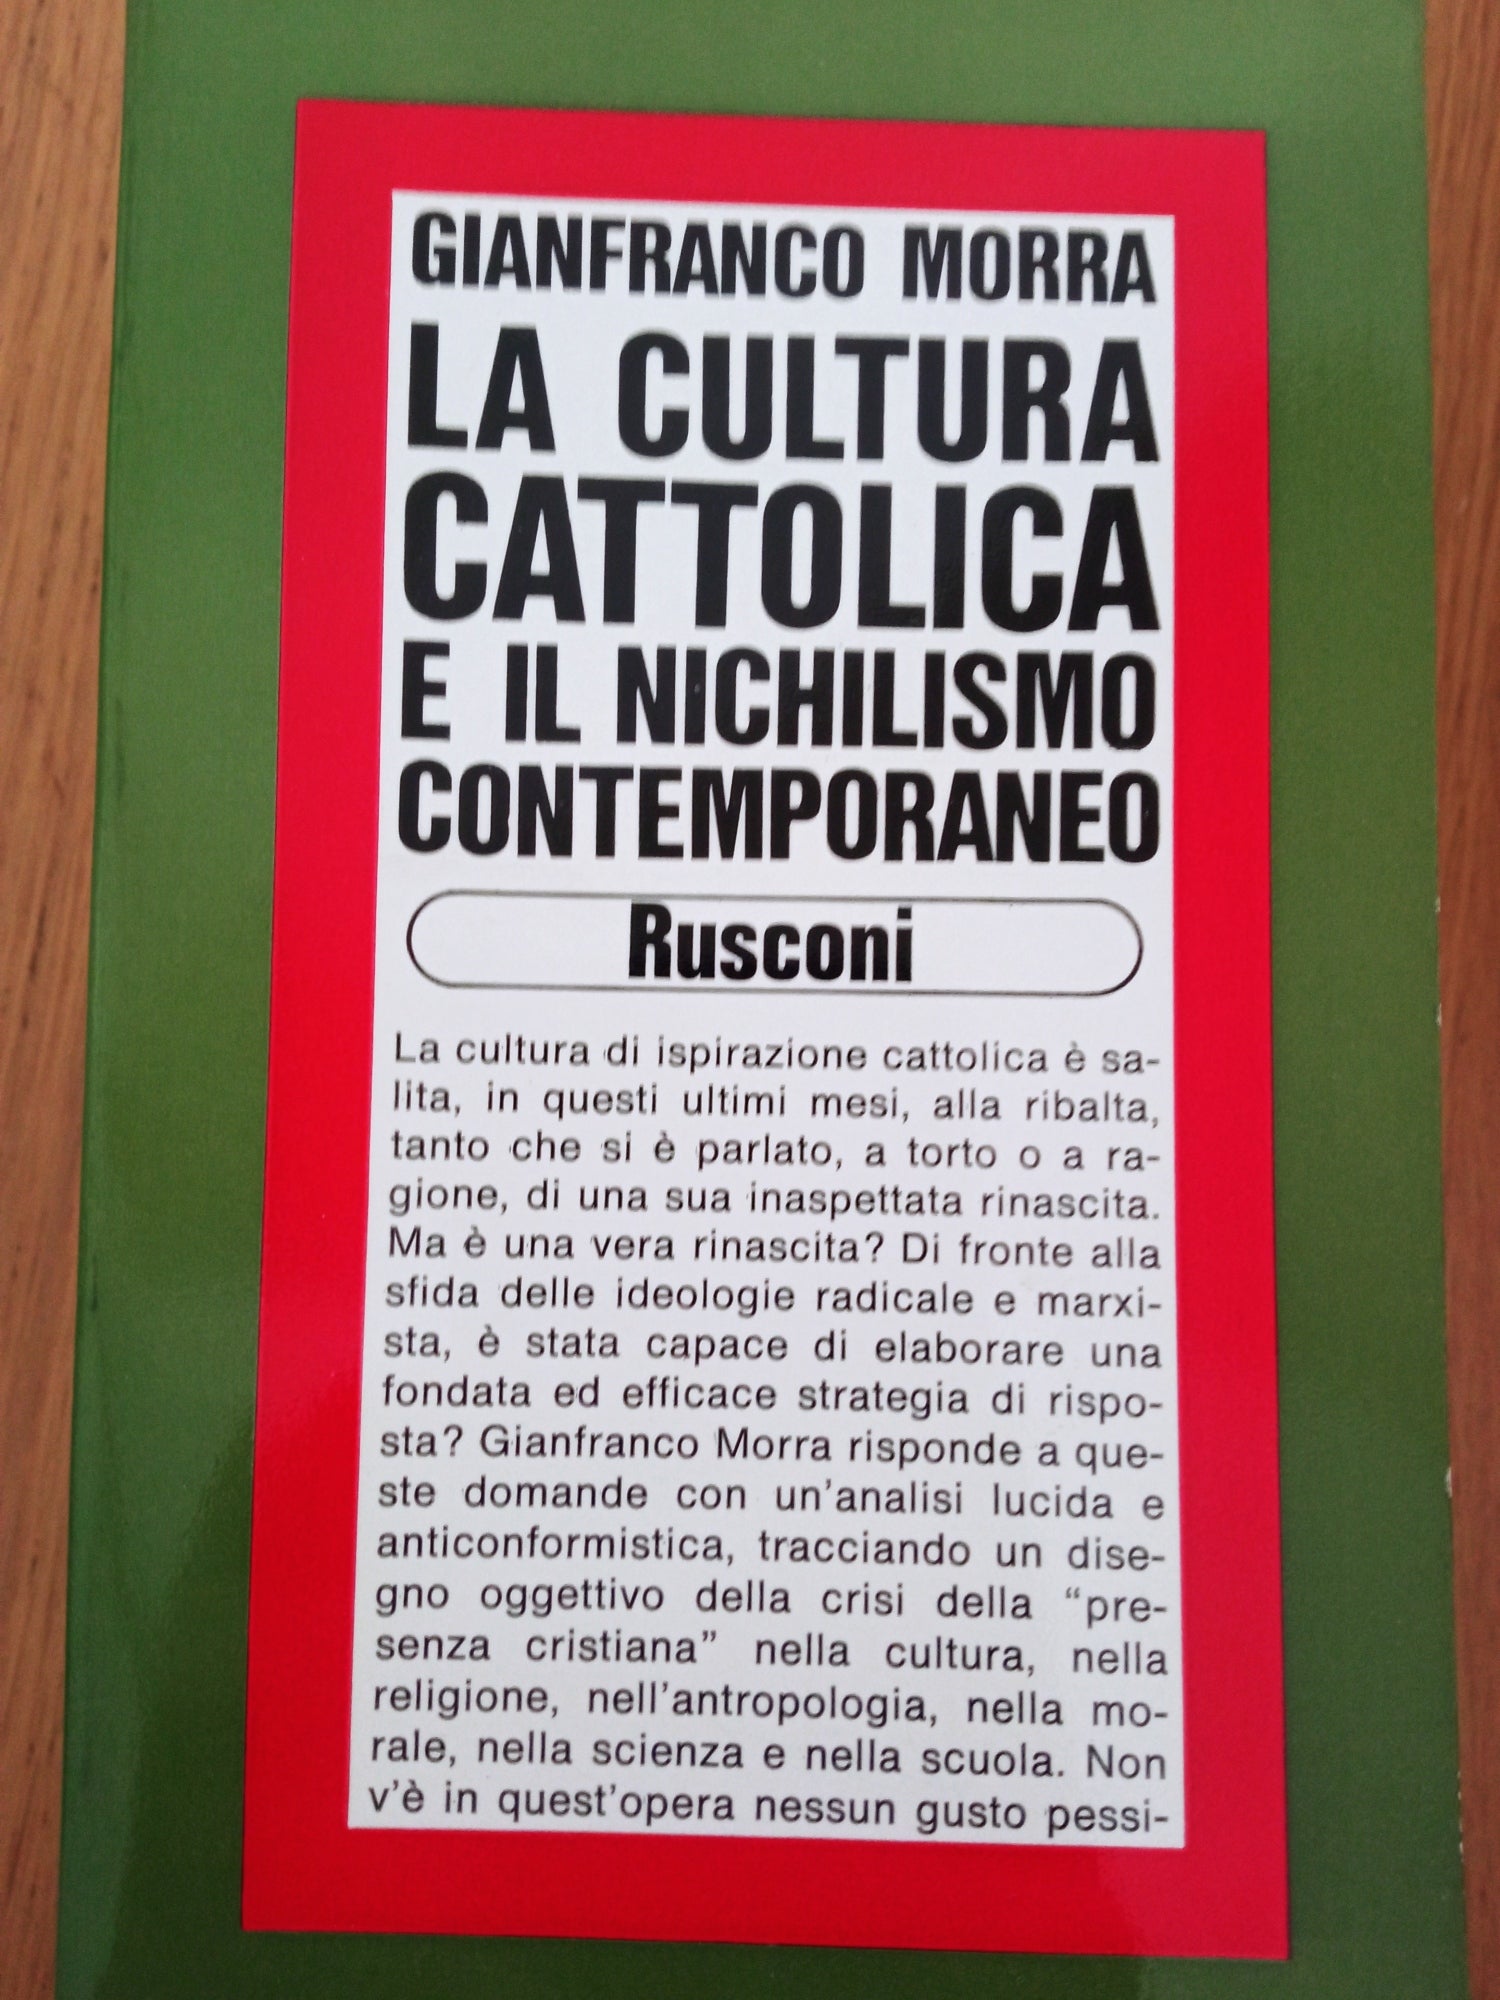 GIANFRANCO MORRA
LA CULTURA
CATTOLICA
E IL NICHILISMO
CONTEMPORANEO
Rusconi
La cultura di ispirazione cattolica è sa-
lita, in questi ultimi mesi, alla ribalta,
tanto che si è parlato, a torto o a ra-
gione, di una sua inaspettata rinascita.
Ma è una vera rinascita? Di fronte alla
sfida delle ideologie radicale e marxi-
sta, è stata capace di elaborare una
fondata ed efficace strategia di rispo-
sta? Gianfranco Morra risponde a que-
ste domande con un'analisi lucida e
anticonformistica, tracciando un dise-
gno oggettivo della crisi della “pre-
senza cristiana” nella cultura, nella
religione, nell'antropologia, nella mo-
rale, nella scienza e nella scuola. Non
v'è in quest'opera nessun gusto pessi-